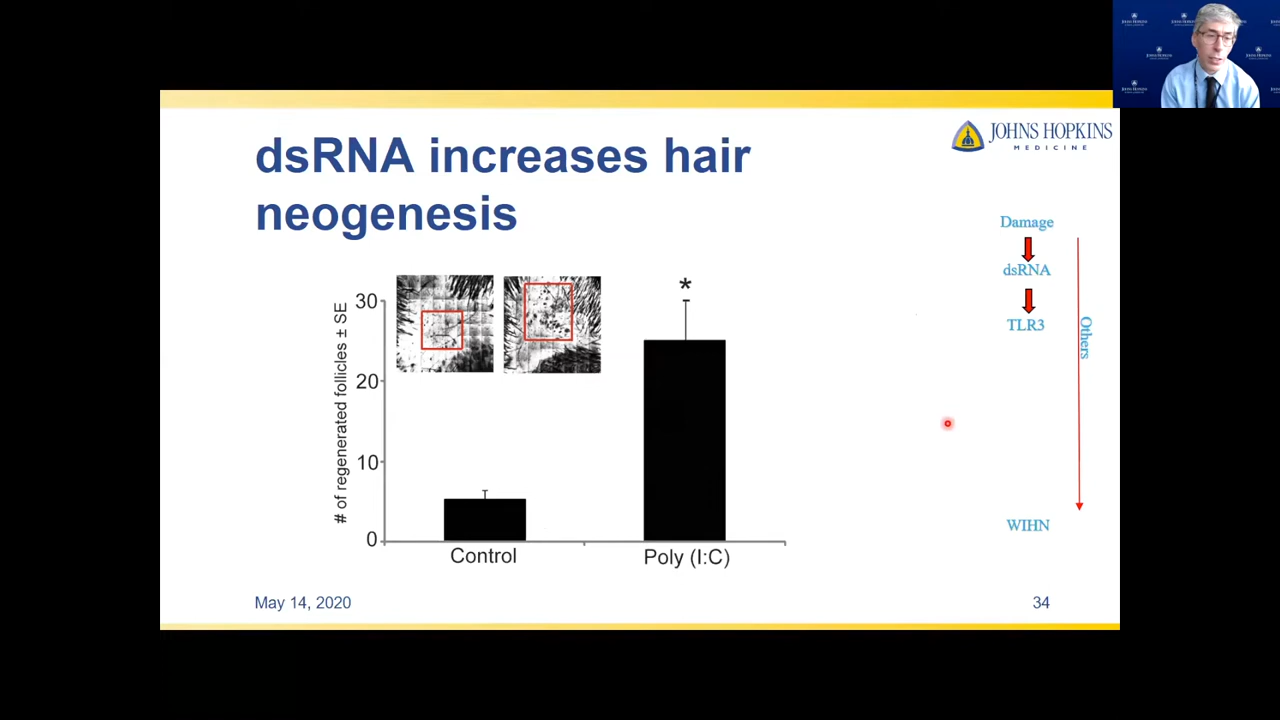 dsRNA increases hair
neogenesis
JOHNS HOPKINS
MEDICINE
# of regenerated follicles ± SE
30
20
10
0
*
Control
Poly (I:C)
Damage
dsRNA
TLR3
Others
WIHN
May 14, 2020
34